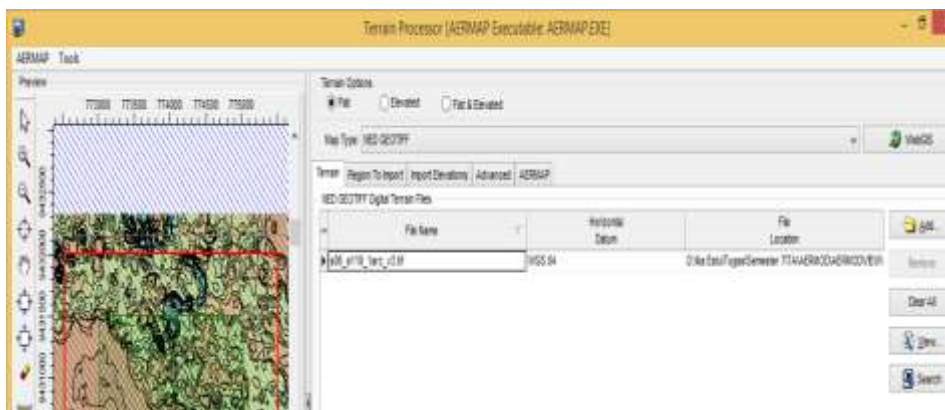 Terrain Processor [AERMAP Executable: AERMAP.EXE]
AERMAP Tools
Preview
Terrain Options
Flat Elevated Flat & Elevated
Map Type: NED GEOTIFF WebGIS
Terrain Region To Import Import Elevations Advanced AERMAP
NED GEOTIFF Digital Terrain Files
File Name Horizontal Datum File Location
WGS 84
Add...
Remove
Clear All
View...
Search